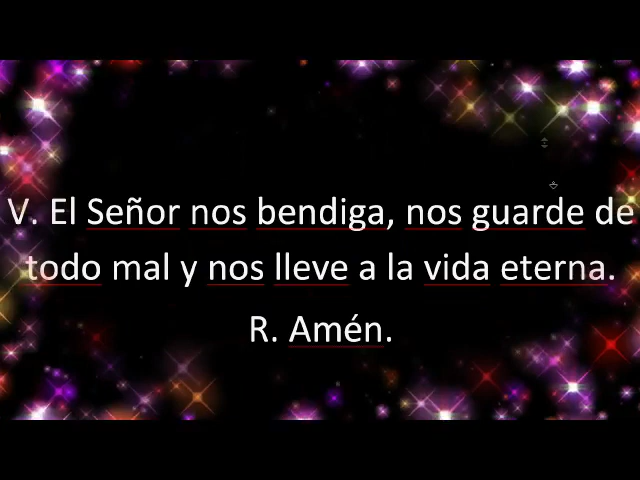 V. El Señor nos bendiga, nos guarde de
todo mal y nos lleve a la vida eterna.
R. Amén.